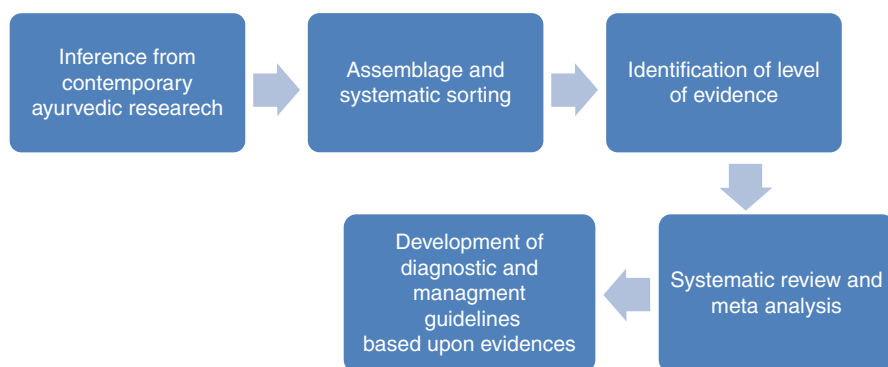 Inference from
contemporary
ayurvedic researech
Assemblage and
systematic sorting
Identification of level
of evidence
Systematic review and
meta analysis
Development of
diagnostic and
managment
guidelines
based upon evidences